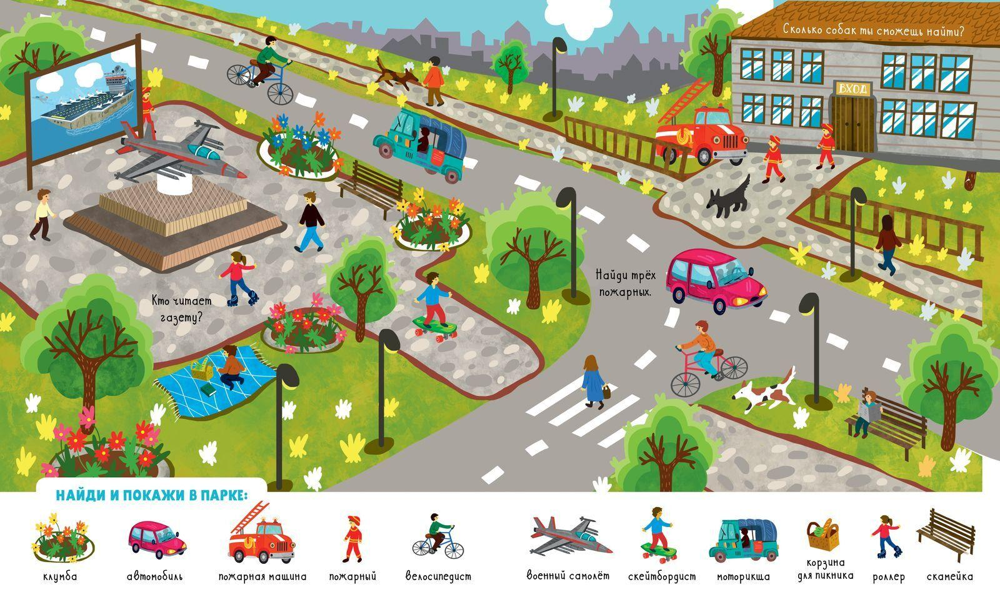 Сколько собак ты сможешь найти?
ВХОД
Найди трёх
пожарных.
Кто читает
газету?
НАЙДИ И ПОКАЖИ В ПАРКЕ:
клумба
автомобиль
пожарная машина
пожарный
велосипедист
военный самолёт
скейтбордист
моторикша
корзина
для пикника
роллер
скамейка